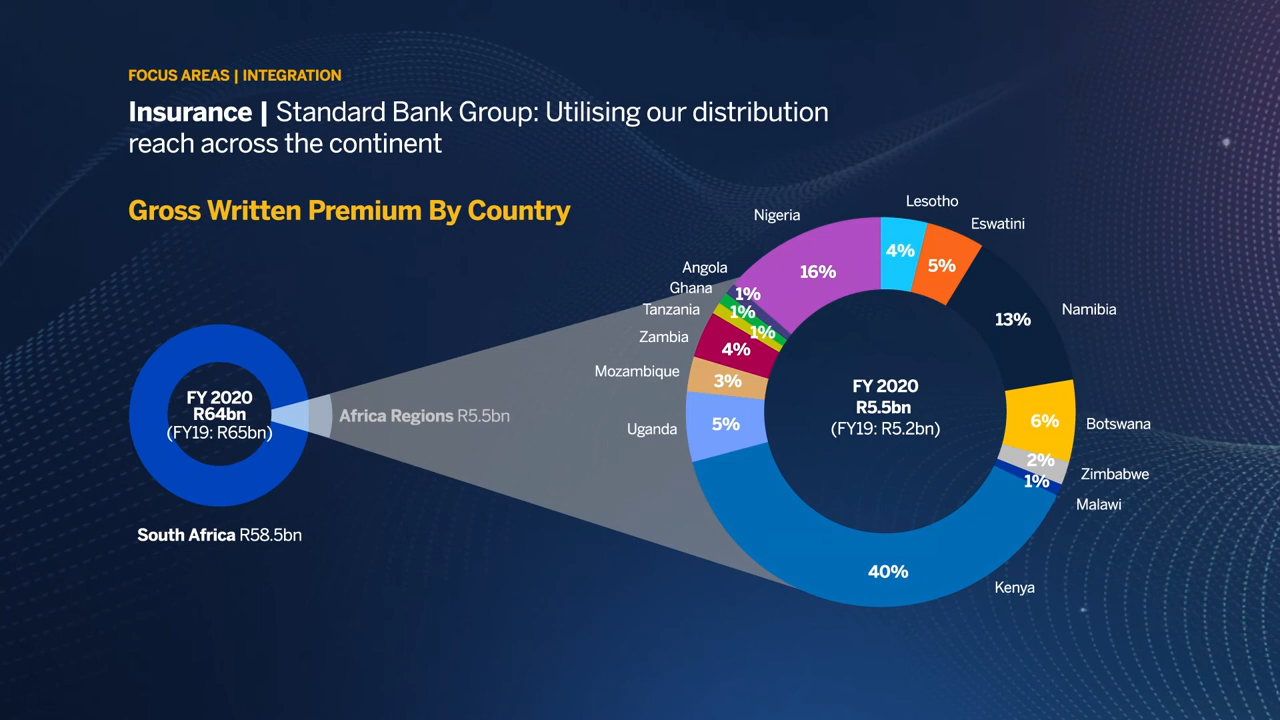 FOCUS AREAS | INTEGRATION
Insurance | Standard Bank Group: Utilising our distribution
reach across the continent
Gross Written Premium By Country
FY 2020
R64bn
(FY19: R65bn)
South Africa R58.5bn
Africa Regions R5.5bn
FY 2020
R5.5bn
(FY19: R5.2bn)
Lesotho
4%
Eswatini
5%
Namibia
13%
Botswana
6%
Zimbabwe
2%
Malawi
1%
Kenya
40%
Uganda
5%
Mozambique
3%
Zambia
4%
Tanzania
1%
Ghana
1%
Angola
1%
Nigeria
16%